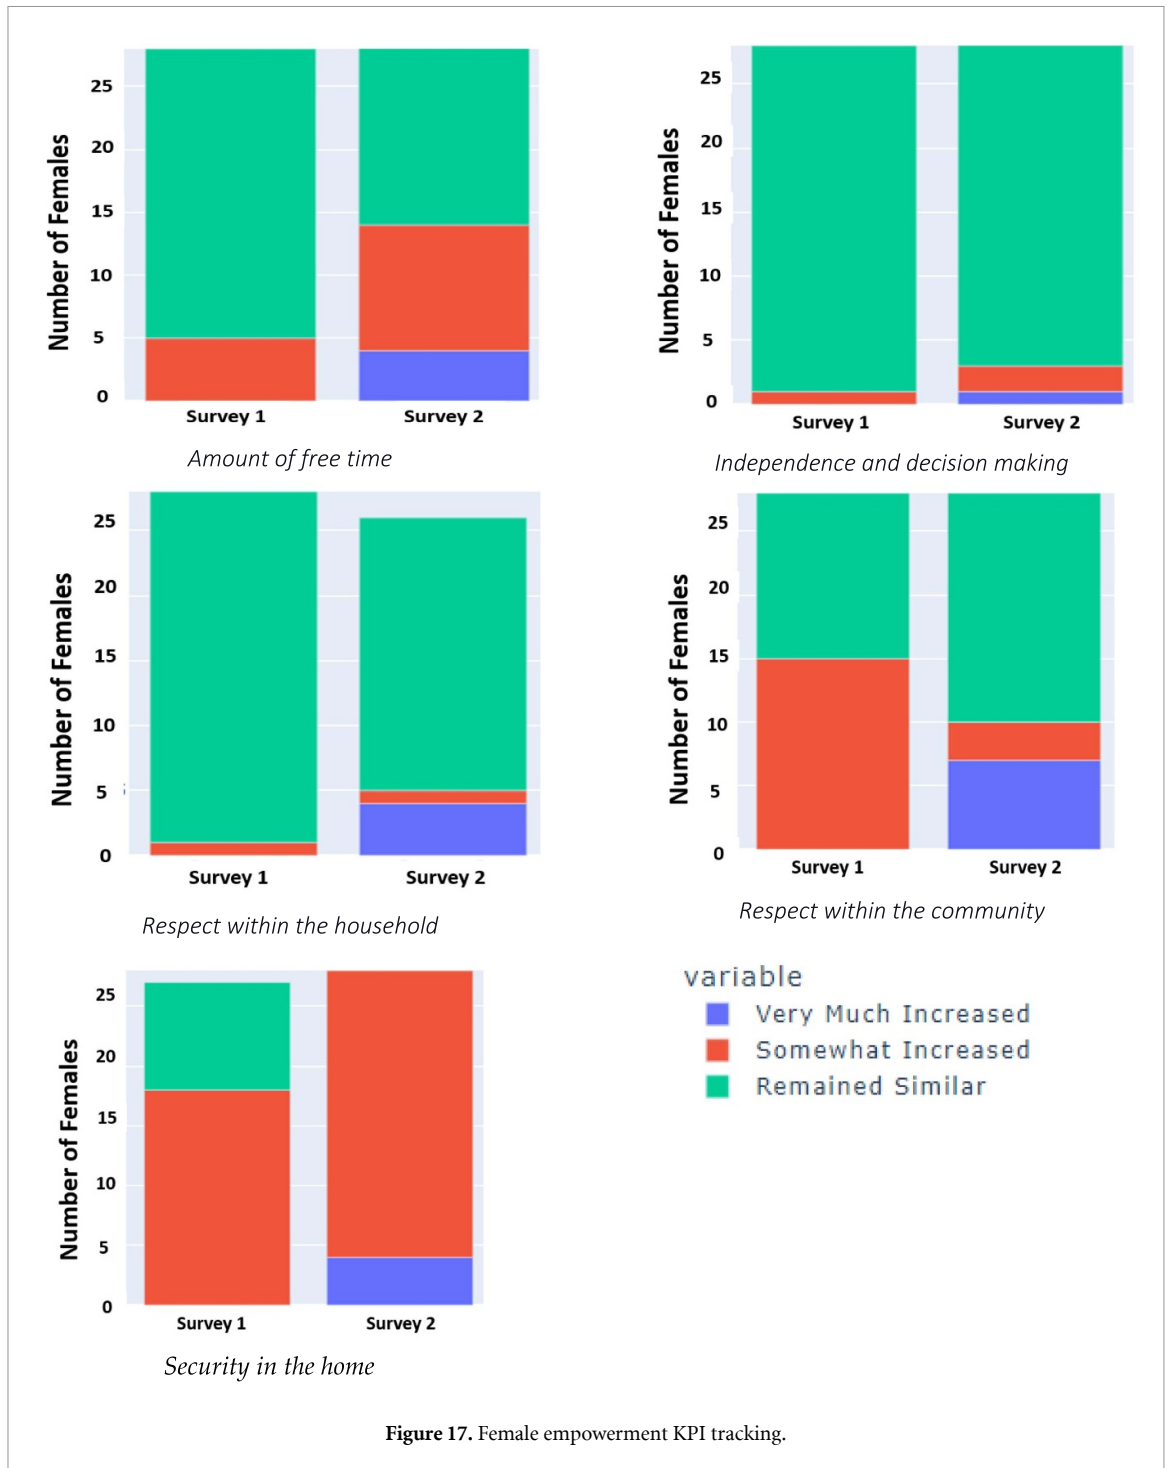 Number of Females
25
20
15
10
5
0
Survey 1 Survey 2
Amount of free time
Number of Females
25
20
15
10
5
0
Survey 1 Survey 2
Independence and decision making
Number of Females
25
20
15
10
5
0
Survey 1 Survey 2
Respect within the household
Number of Females
25
20
15
10
5
0
Survey 1 Survey 2
Respect within the community
Number of Females
25
20
15
10
5
0
Survey 1 Survey 2
Security in the home
variable
Very Much Increased
Somewhat Increased
Remained Similar
Figure 17. Female empowerment KPI tracking.